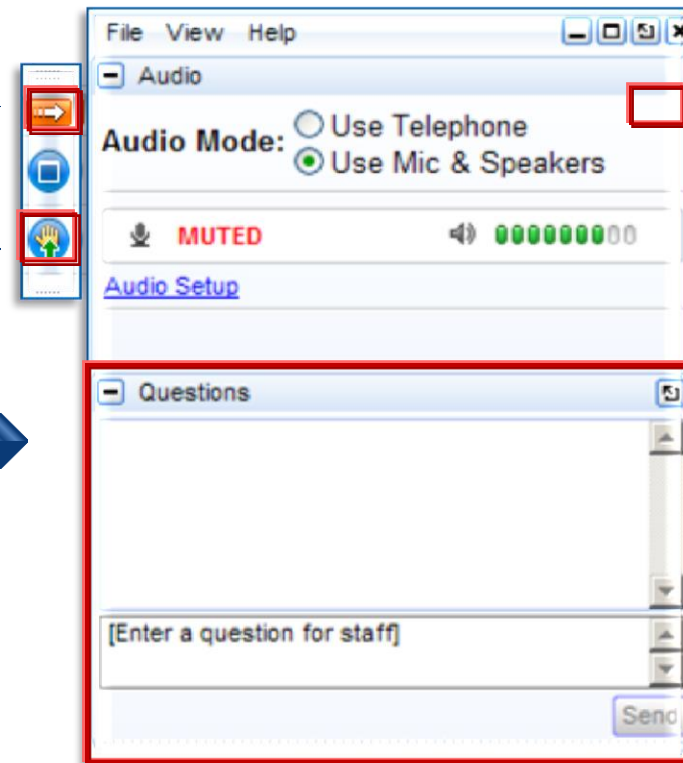 File View Help
Audio
Audio Mode:
Use Telephone
Use Mic & Speakers
MUTED
Audio Setup
Questions
[Enter a question for staff]
Send